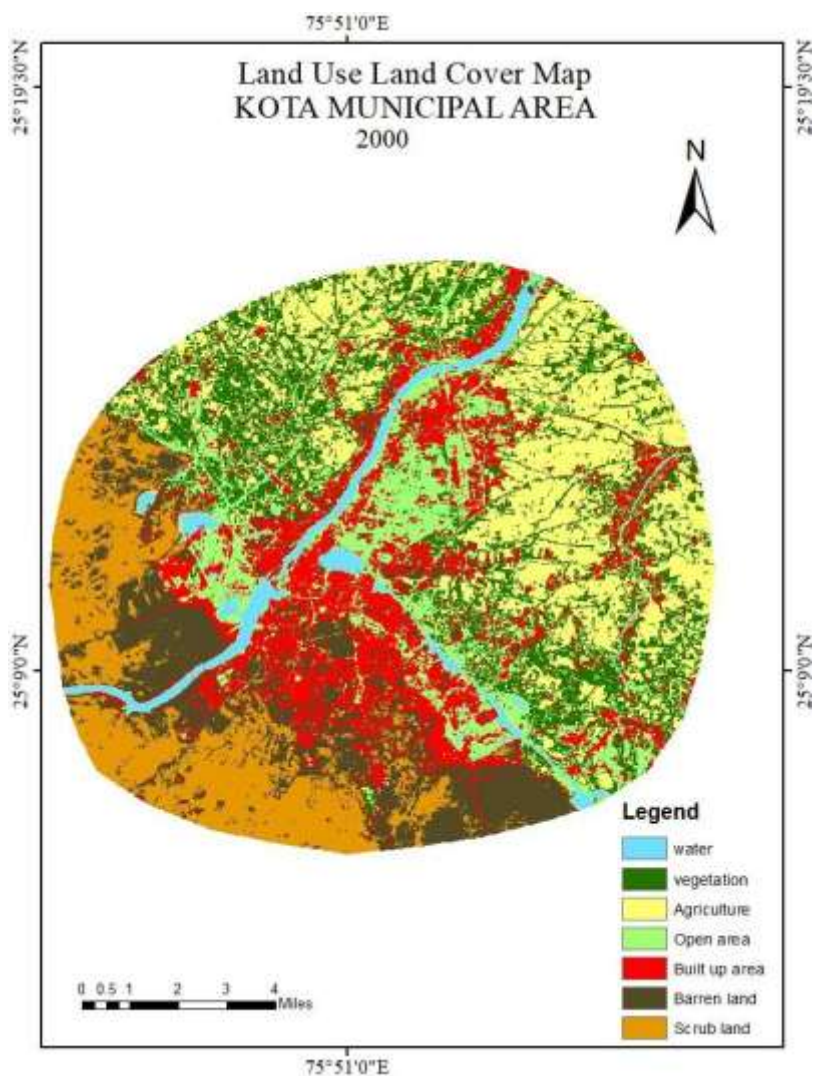 75°51'0"E
Land Use Land Cover Map
KOTA MUNICIPAL AREA
2000
25°19'30"N
25°19'30"N
N
25°9'0"N
25°9'0"N
Legend
water
vegetation
Agriculture
Open area
Built up area
Barren land
Scrub land
0 0.5 1 2 3 4
Miles
75°51'0"E